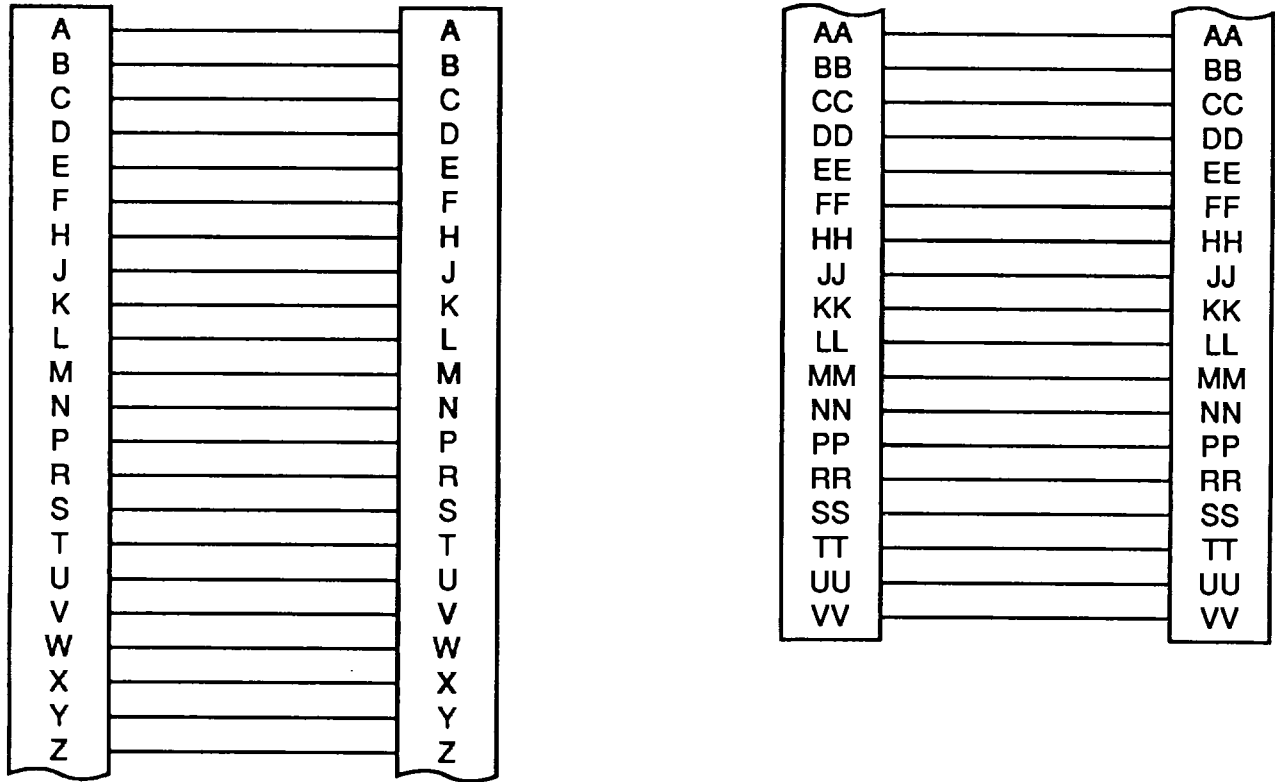 A A
B B
C C
D D
E E
F F
H H
J J
K K
L L
M M
N N
P P
R R
S S
T T
U U
V V
W W
X X
Y Y
Z Z
AA AA
BB BB
CC CC
DD DD
EE EE
FF FF
HH HH
JJ JJ
KK KK
LL LL
MM MM
NN NN
PP PP
RR RR
SS SS
TT TT
UU UU
VV VV